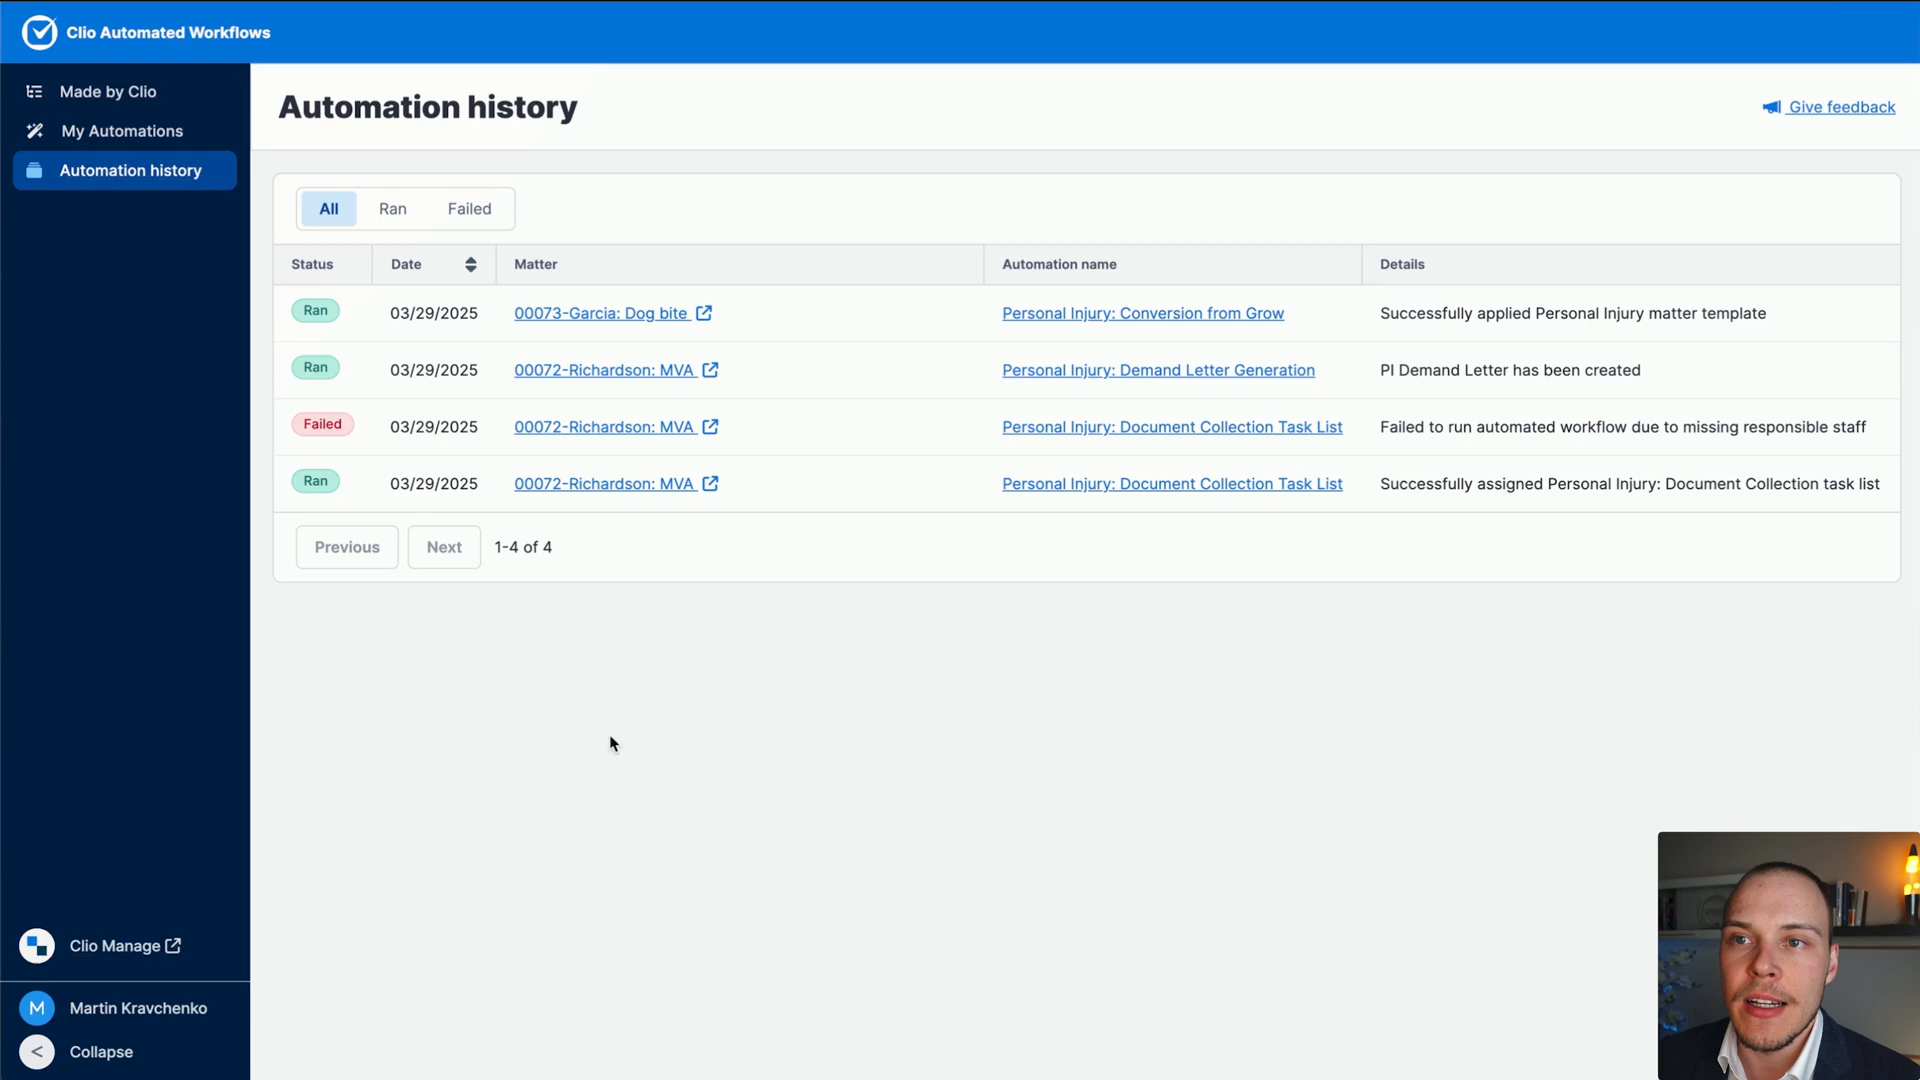 Clio Automated Workflows
Made by Clio
My Automations
Automation history
Automation history
Give feedback
All Ran Failed
Status Date Matter Automation name Details
Ran 03/29/2025 00073-Garcia: Dog bite Personal Injury: Conversion from Grow Successfully applied Personal Injury matter template
Ran 03/29/2025 00072-Richardson: MVA Personal Injury: Demand Letter Generation PI Demand Letter has been created
Failed 03/29/2025 00072-Richardson: MVA Personal Injury: Document Collection Task List Failed to run automated workflow due to missing responsible staff
Ran 03/29/2025 00072-Richardson: MVA Personal Injury: Document Collection Task List Successfully assigned Personal Injury: Document Collection task list
Previous Next 1-4 of 4
Clio Manage
M Martin Kravchenko
< Collapse